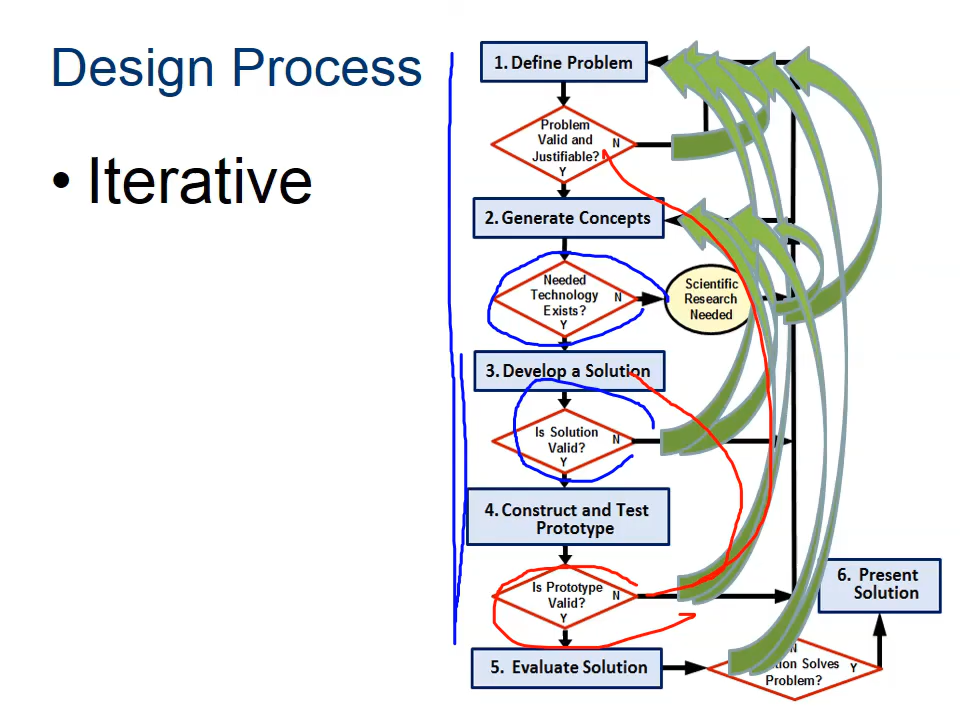 Design Process
• Iterative
1. Define Problem
Problem
Valid and
Justifiable?
N
Y
2. Generate Concepts
Needed
Technology
Exists?
N
Y
Scientific
Research
Needed
3. Develop a Solution
Is Solution
Valid?
N
Y
4. Construct and Test
Prototype
Is Prototype
Valid?
N
Y
5. Evaluate Solution
N
Solves
Problem?
Y
6. Present
Solution